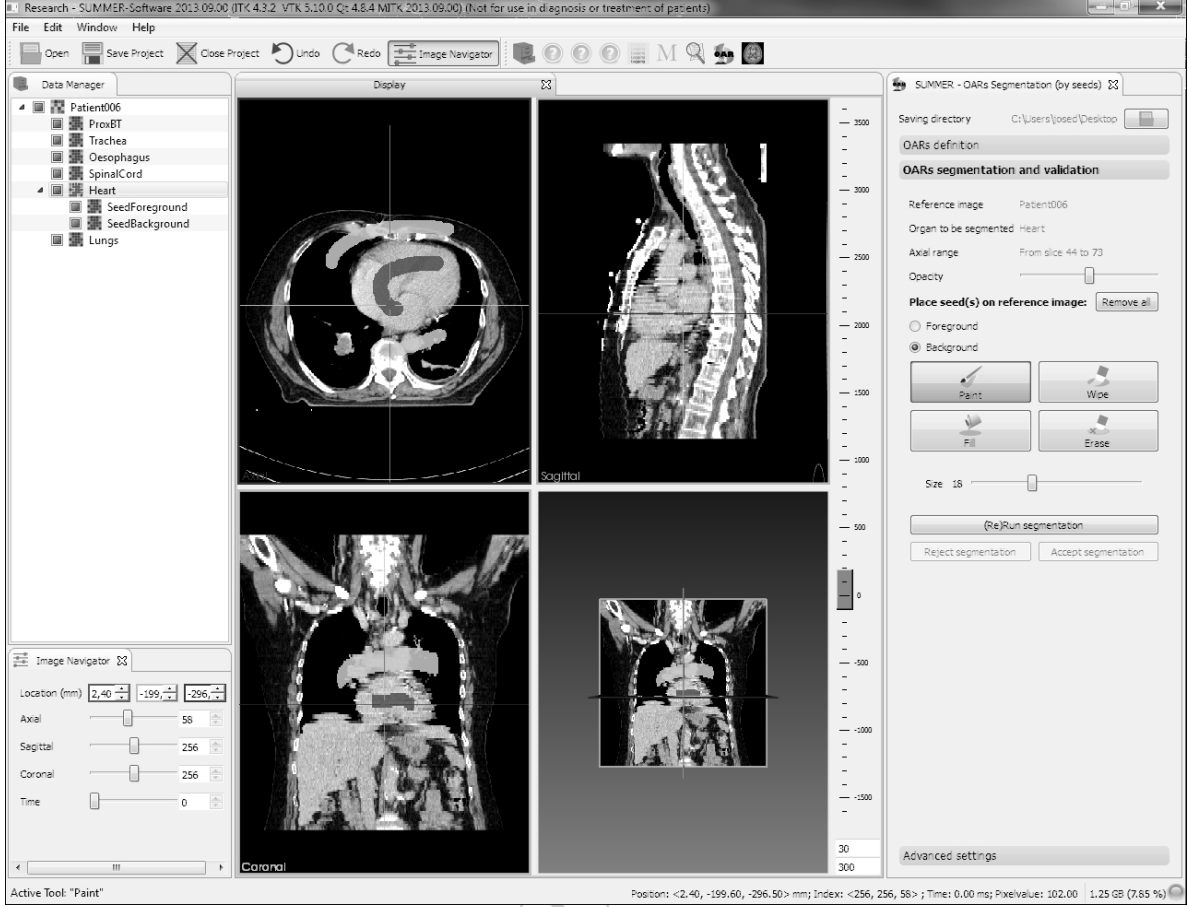 Research - SUMMER-Software 2013.09.00 (ITK 4.3.2 VTK 5.10.0 Qt 4.8.4 MITK 2013.09.00) (Not for use in diagnosis or treatment of patients)
File Edit Window Help
Open Save Project Close Project Undo Redo Image Navigator M OAR
Data Manager
Patient006
ProxBT
Trachea
Oesophagus
SpinalCord
Heart
SeedForeground
SeedBackground
Lungs
Image Navigator
Location (mm) 2,40 -199, -296,
Axial 58
Sagittal 256
Coronal 256
Time 0
Display
Axial
Sagittal
Coronal
3500
3000
2500
2000
1500
1000
500
0
-500
-1000
-1500
30
300
SUMMER - OARs Segmentation (by seeds)
Saving directory C:\Users\josed\Desktop
OARs definition
OARs segmentation and validation
Reference image Patient006
Organ to be segmented Heart
Axial range From slice 44 to 73
Opacity
Place seed(s) on reference image: Remove all
Foreground
Background
Paint Wipe
Fill Erase
Size 18
(Re)Run segmentation
Reject segmentation Accept segmentation
Advanced settings
Active Tool: "Paint"
Position: <2.40, -199.60, -296.50> mm; Index: <256, 256, 58> ; Time: 0.00 ms; Pixelvalue: 102.00 1.25 GB (7.85 %)